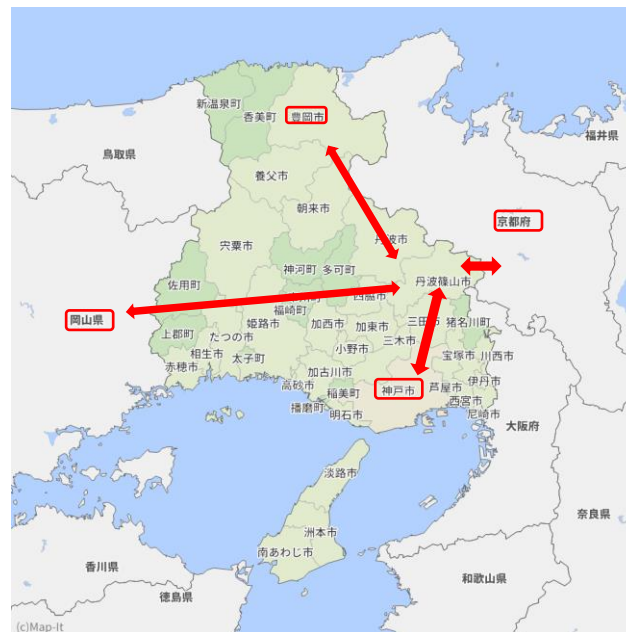 新温泉町
香美町
豊岡市
福井県
鳥取県
養父市
朝来市
京都府
宍粟市
丹波市
神河町
多可町
丹波篠山市
佐用町
西脇市
岡山県
福崎町
猪名川町
上郡町
たつの市
姫路市
加西市
加東市
三田市
相生市
太子町
小野市
三木市
宝塚市
川西市
赤穂市
加古川市
高砂市
稲美町
神戸市
芦屋市
伊丹市
西宮市
播磨町
明石市
尼崎市
大阪府
淡路市
奈良県
洲本市
南あわじ市
香川県
和歌山県
徳島県
(c)Map-It